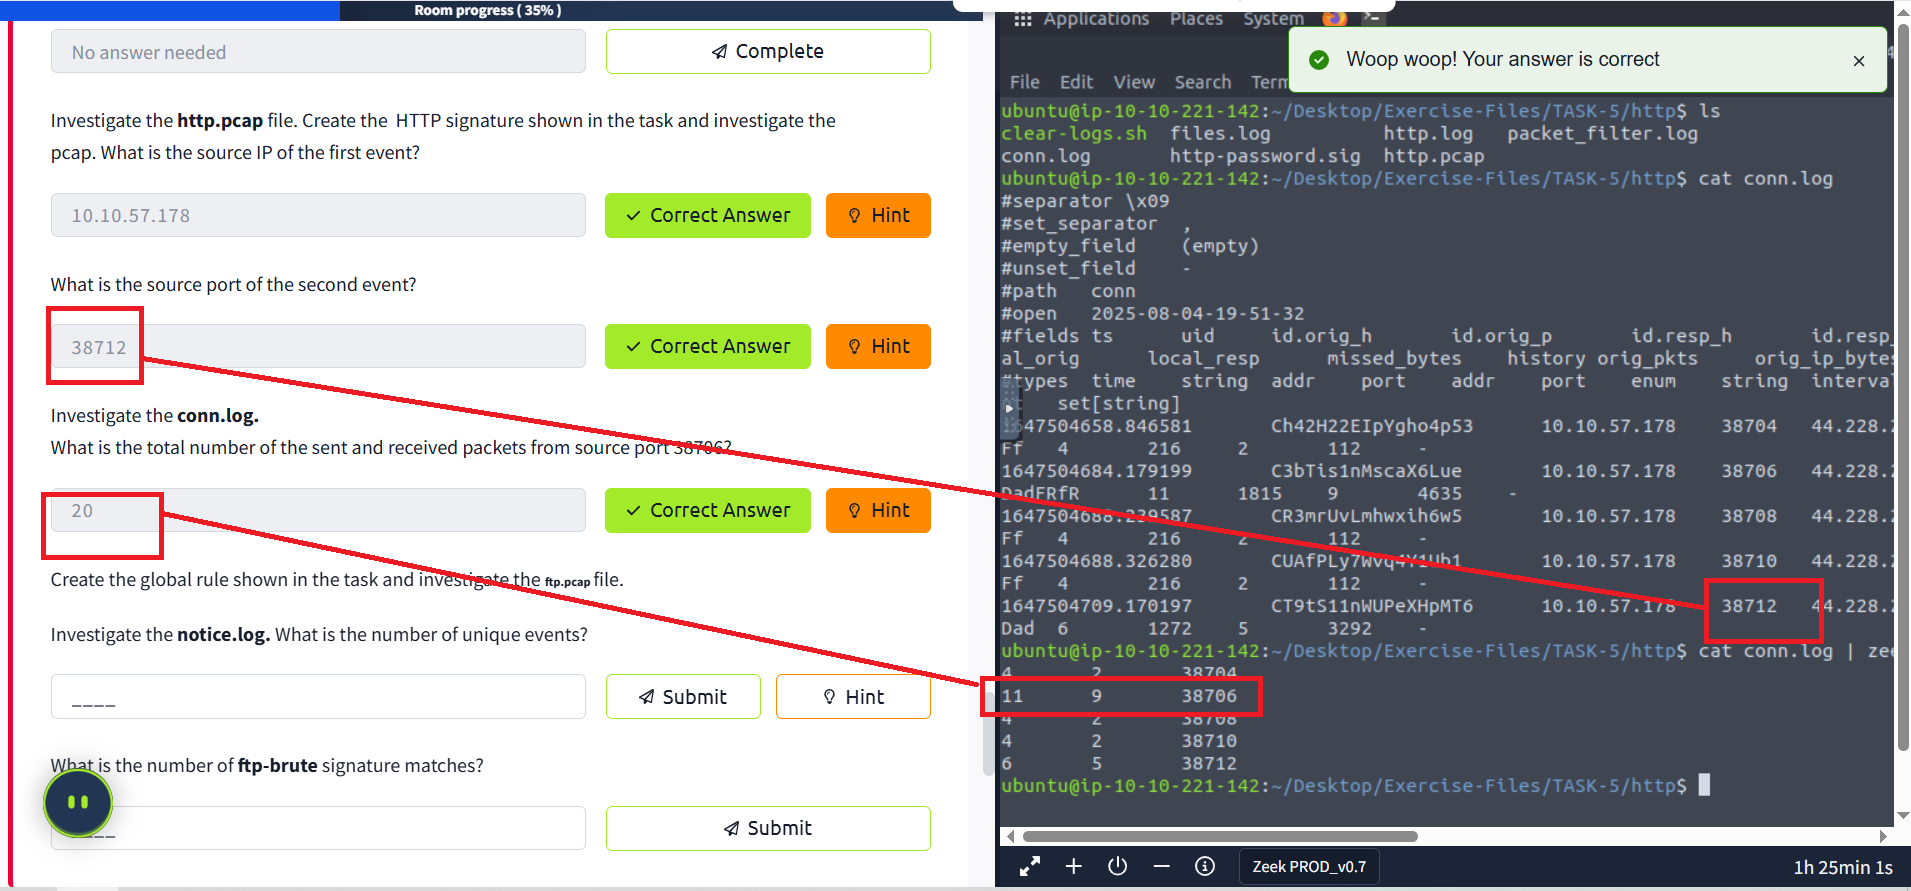 Room progress ( 35% )
No answer needed
Complete
Investigate the http.pcap file. Create the HTTP signature shown in the task and investigate the
pcap. What is the source IP of the first event?
10.10.57.178
Correct Answer
Hint
What is the source port of the second event?
38712
Correct Answer
Hint
Investigate the conn.log.
What is the total number of the sent and received packets from source port 38706?
20
Correct Answer
Hint
Create the global rule shown in the task and investigate the ftp.pcap file.
Investigate the notice.log. What is the number of unique events?
____
Submit
Hint
What is the number of ftp-brute signature matches?
Submit
Applications Places System
Woop woop! Your answer is correct
File Edit View Search Term
ubuntu@ip-10-10-221-142:~/Desktop/Exercise-Files/TASK-5/http$ ls
clear-logs.sh files.log http.log packet_filter.log
conn.log http-password.sig http.pcap
ubuntu@ip-10-10-221-142:~/Desktop/Exercise-Files/TASK-5/http$ cat conn.log
#separator \x09
#set_separator ,
#empty_field (empty)
#unset_field -
#path conn
#open 2025-08-04-19-51-32
#fields ts uid id.orig_h id.orig_p id.resp_h id.resp_
al_orig local_resp missed_bytes history orig_pkts orig_ip_bytes
#types time string addr port addr port enum string interval
set[string]
1647504658.846581 Ch42H22EIpYgho4p53 10.10.57.178 38704 44.228.2
Ff 4 216 2 112 -
1647504684.179199 C3bTis1nMscaX6Lue 10.10.57.178 38706 44.228.2
DadFRfR 11 1815 9 4635 -
1647504688.239587 CR3mrUvLmhwxih6w5 10.10.57.178 38708 44.228.2
Ff 4 216 2 112 -
1647504688.326280 CUAfPLy7Wvq4Y1Ub1 10.10.57.178 38710 44.228.2
Ff 4 216 2 112 -
1647504709.170197 CT9tS11nWUPeXHpMT6 10.10.57.178 38712 44.228.2
Dad 6 1272 5 3292 -
ubuntu@ip-10-10-221-142:~/Desktop/Exercise-Files/TASK-5/http$ cat conn.log | zee
4 2 38704
11 9 38706
4 2 38708
4 2 38710
6 5 38712
ubuntu@ip-10-10-221-142:~/Desktop/Exercise-Files/TASK-5/http$
Zeek PROD_v0.7
1h 25min 1s